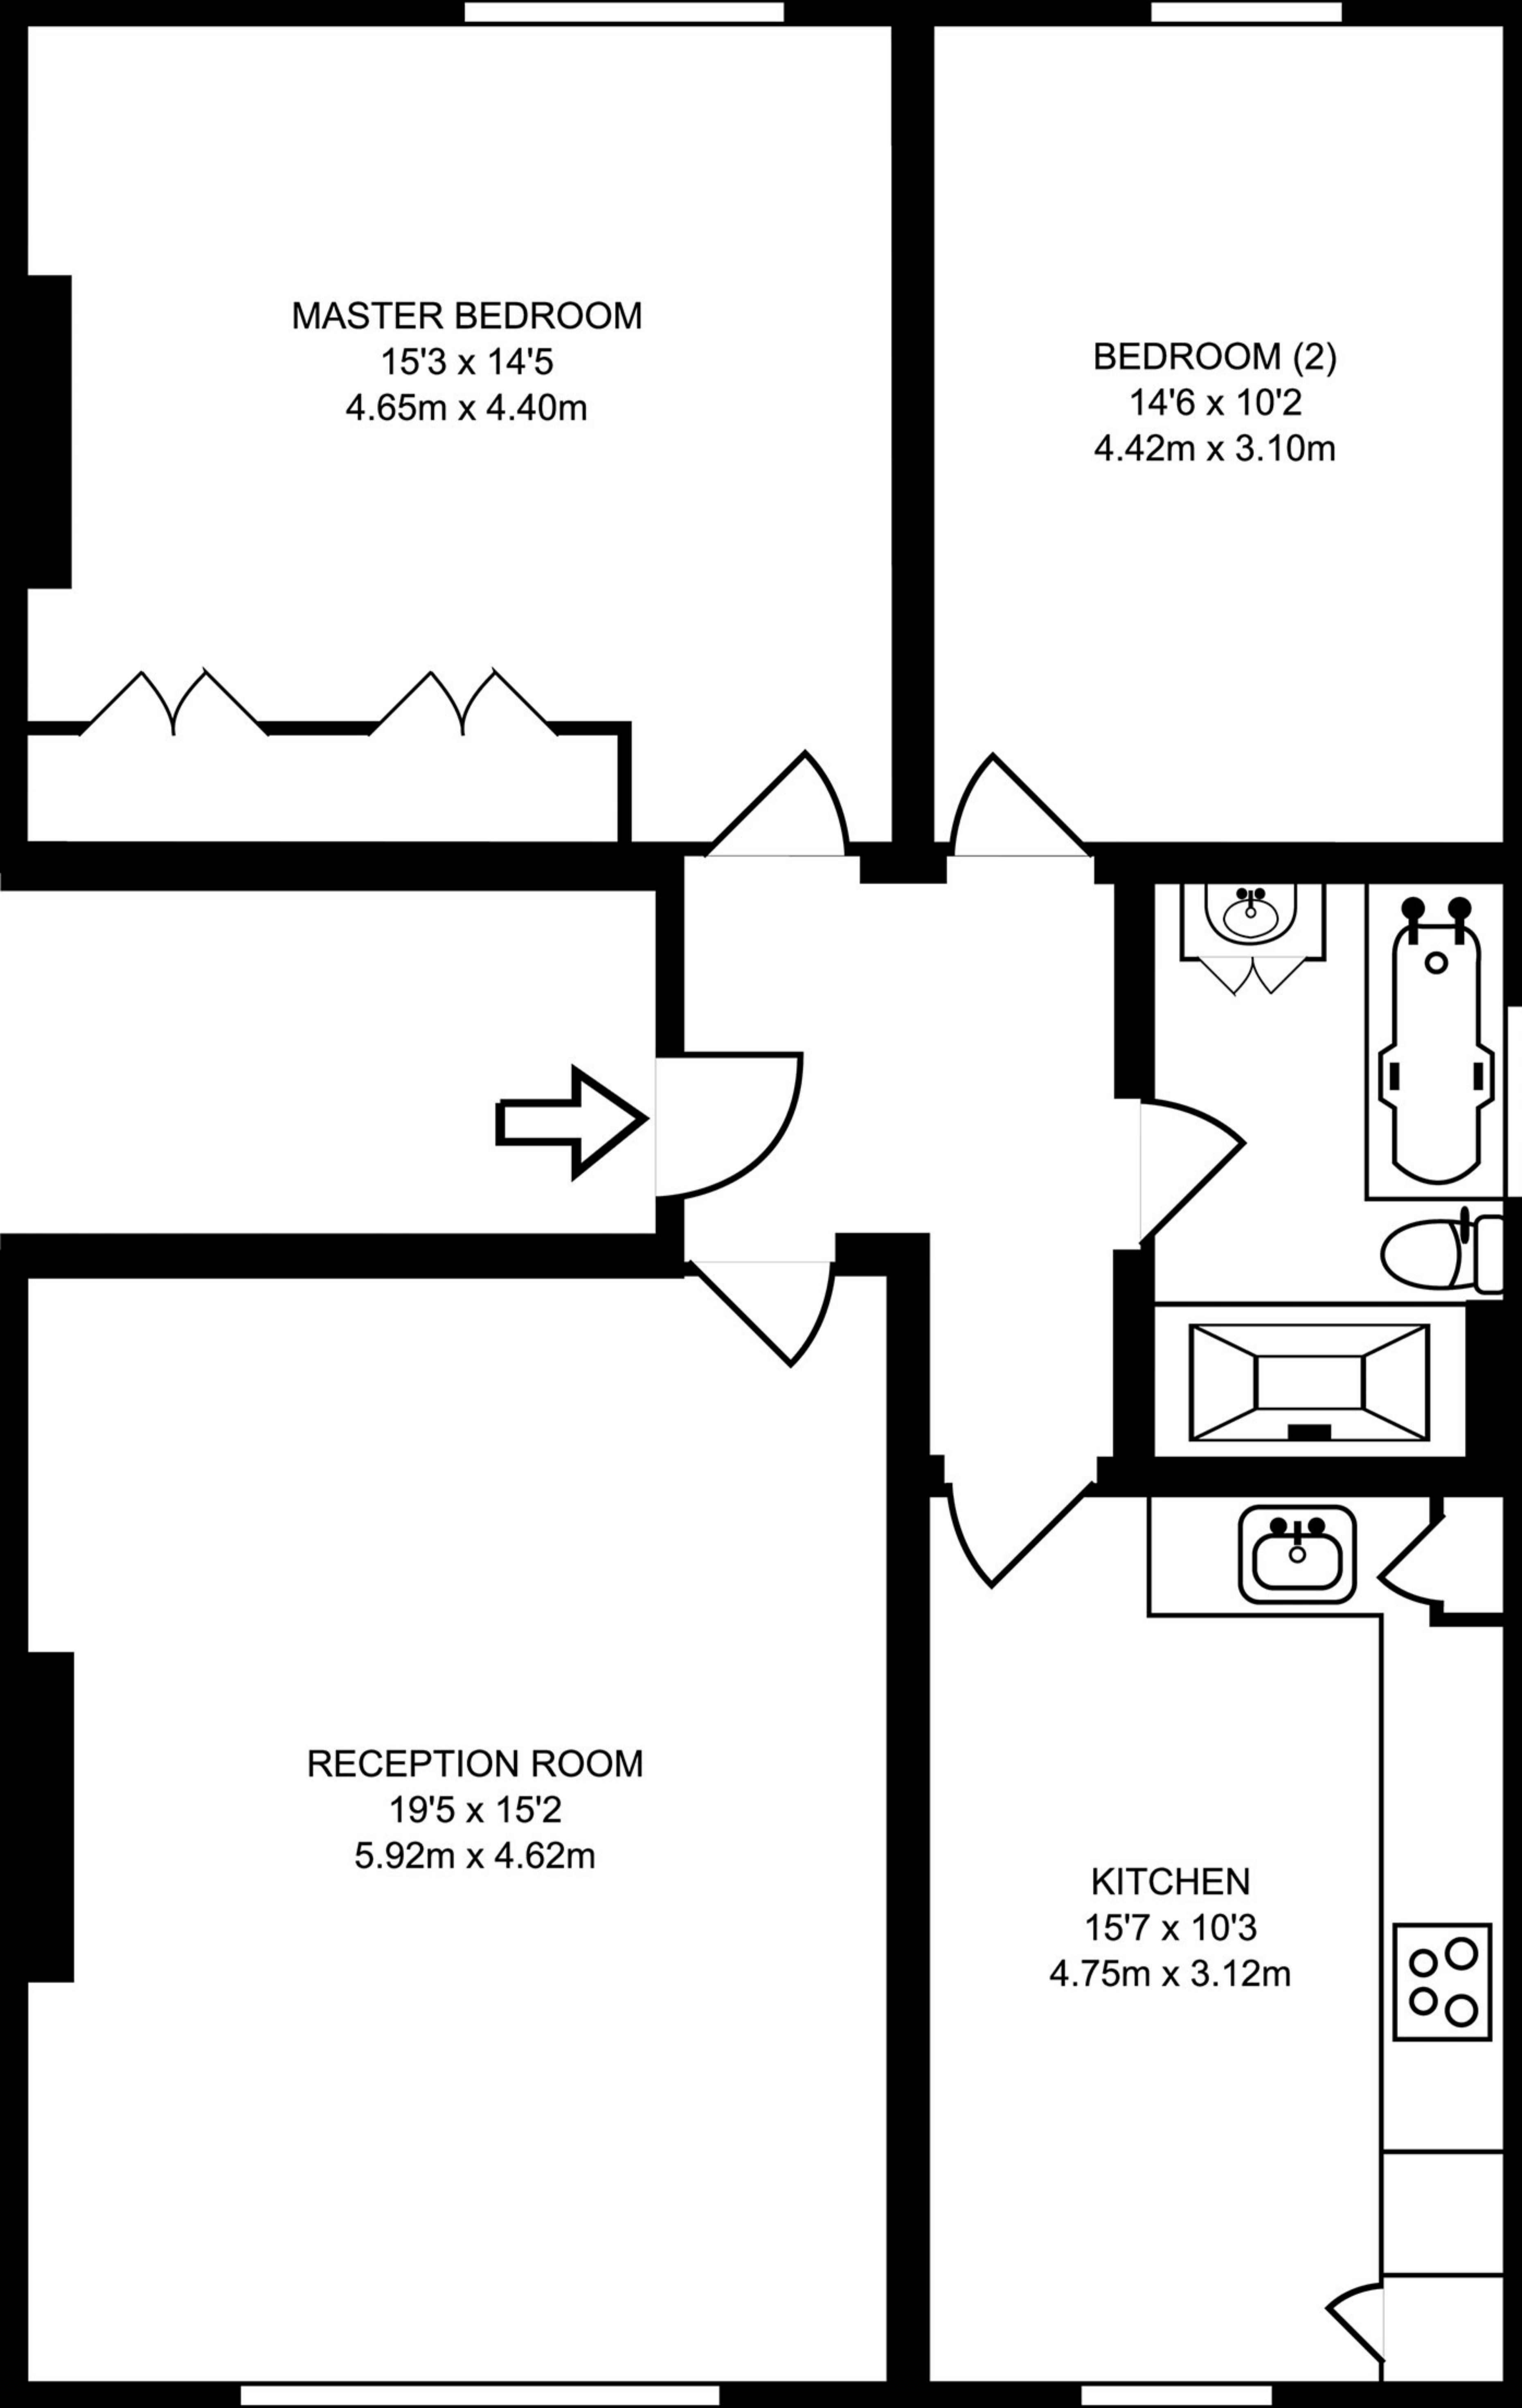 MASTER BEDROOM
15'3 x 14'5
4.65m x 4.40m
BEDROOM (2)
14'6 x 10'2
4.42m x 3.10m
RECEPTION ROOM
19'5 x 15'2
5.92m x 4.62m
KITCHEN
15'7 x 10'3
4.75m x 3.12m